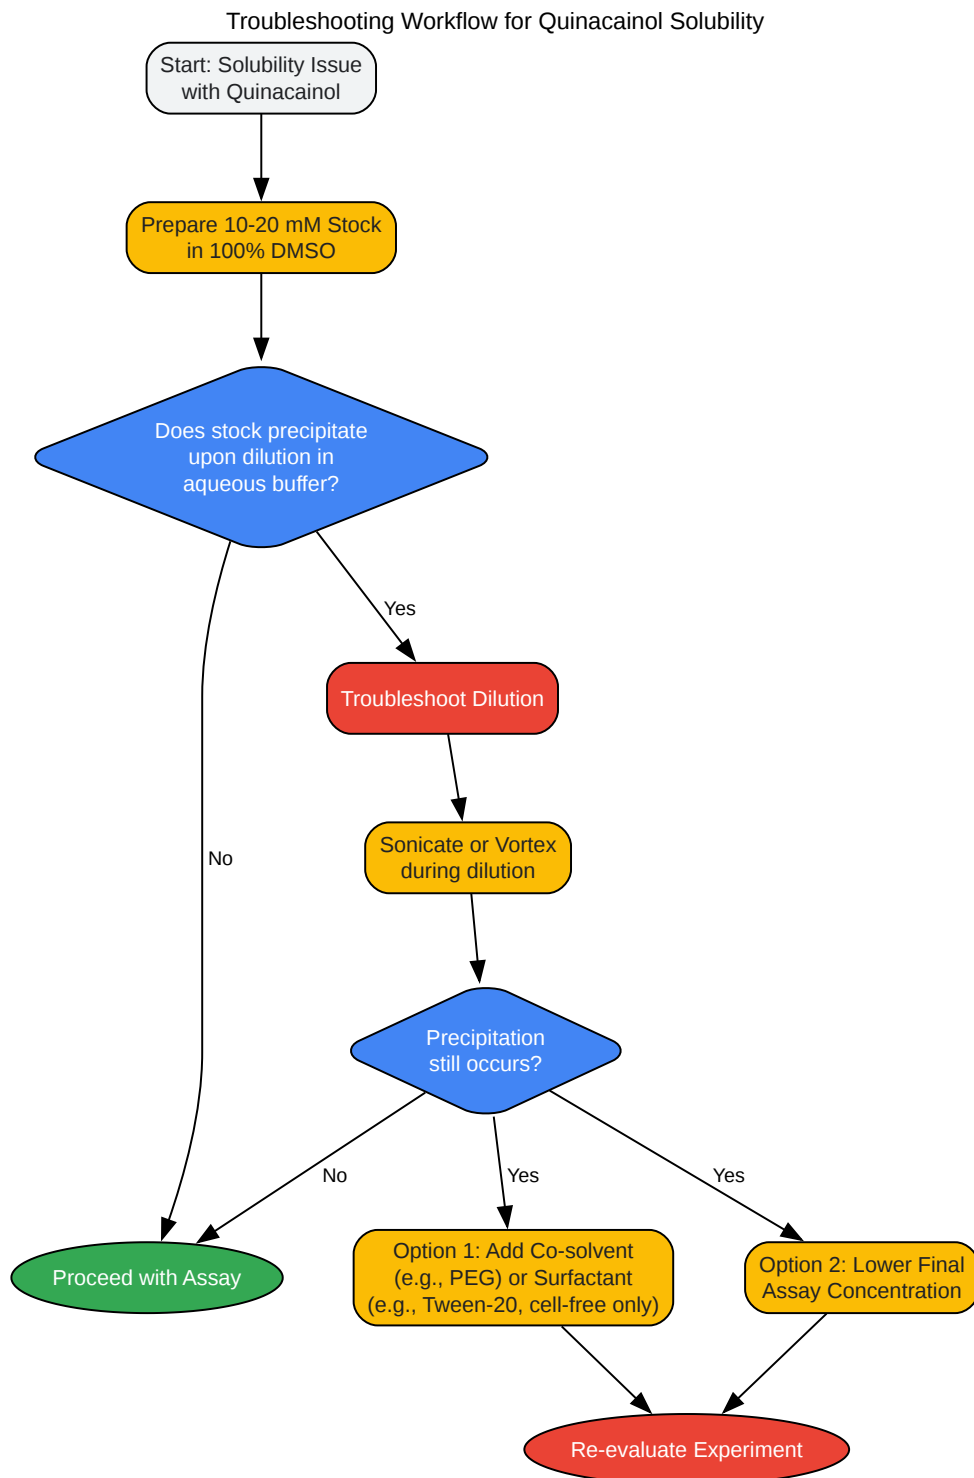 Troubleshooting Workflow for Quinacainol Solubility
Start: Solubility Issue
with Quinacainol
Prepare 10-20 mM Stock
in 100% DMSO
Does stock precipitate
upon dilution in
aqueous buffer?
Yes
Troubleshoot Dilution
Sonicate or Vortex
during dilution
No
Precipitation
still occurs?
No
Yes
Yes
Proceed with Assay
Option 1: Add Co-solvent
(e.g., PEG) or Surfactant
(e.g., Tween-20, cell-free only)
Option 2: Lower Final
Assay Concentration
Re-evaluate Experiment